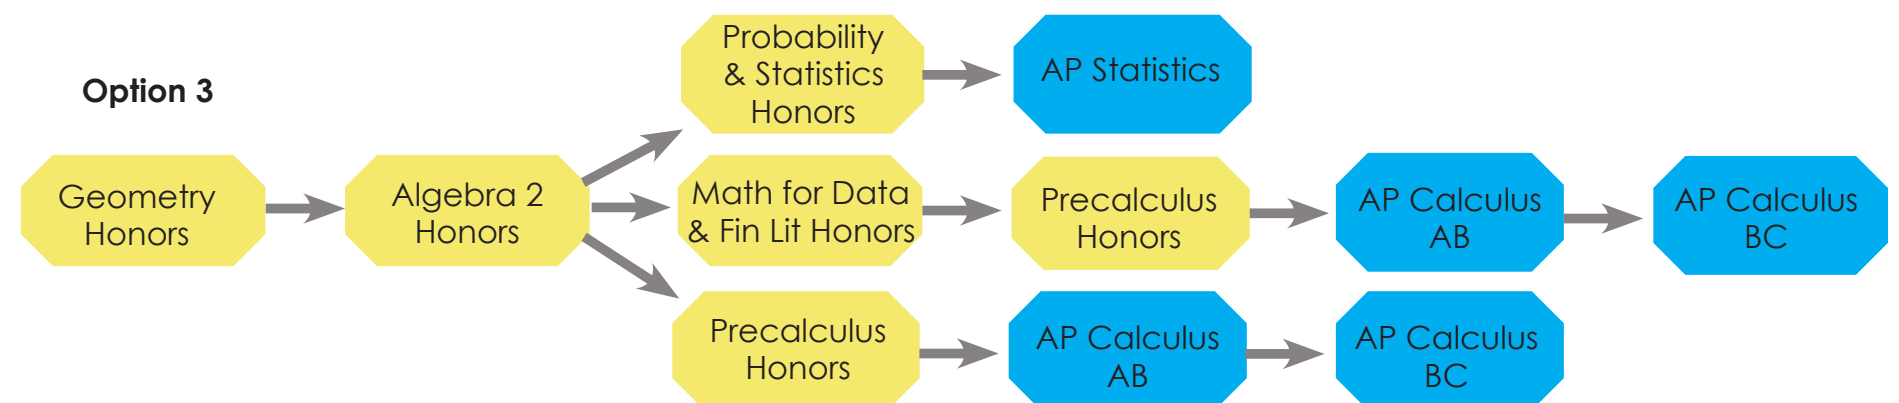 Option 3
Geometry
Honors
Algebra 2
Honors
Probability
& Statistics
Honors
AP Statistics
Math for Data
& Fin Lit Honors
Precalculus
Honors
AP Calculus
AB
AP Calculus
BC
Precalculus
Honors
AP Calculus
AB
AP Calculus
BC